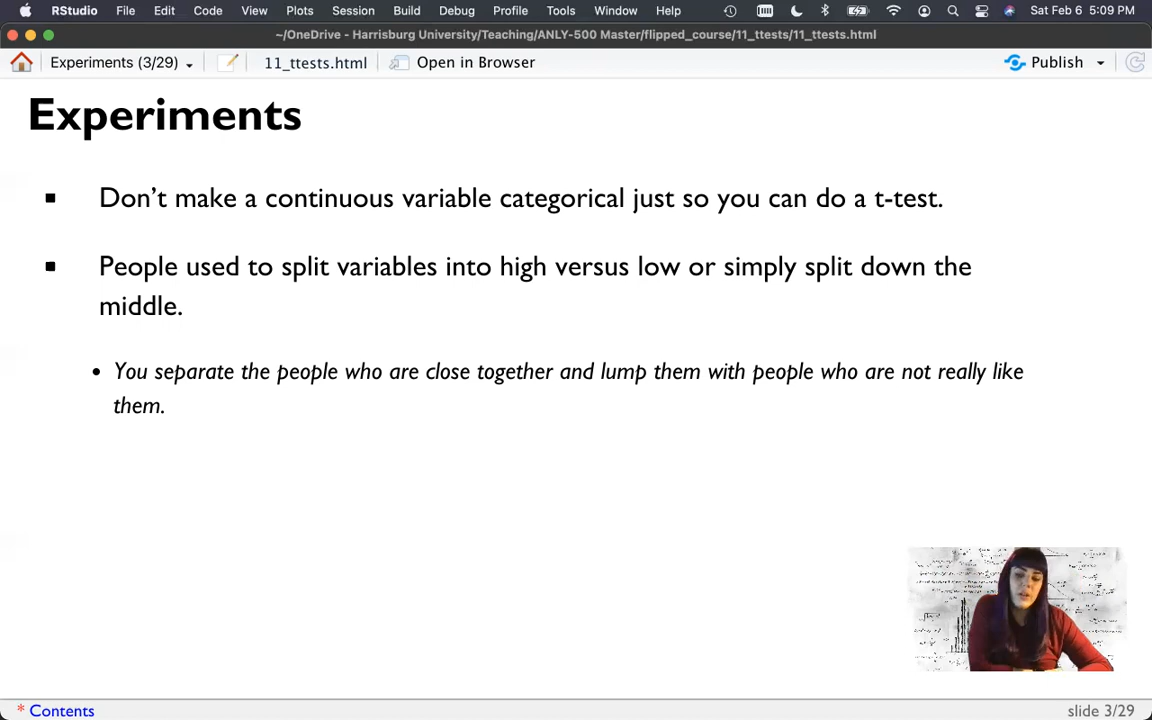 RStudio File Edit Code View Plots Session Build Debug Profile Tools Window Help Sat Feb 6 5:09 PM
~/OneDrive - Harrisburg University/Teaching/ANLY-500 Master/flipped_course/11_ttests/11_ttests.html
Experiments (3/29) 11_ttests.html Open in Browser Publish
Experiments
Don’t make a continuous variable categorical just so you can do a t-test.
People used to split variables into high versus low or simply split down the
middle.
You separate the people who are close together and lump them with people who are not really like
them.
* Contents slide 3/29